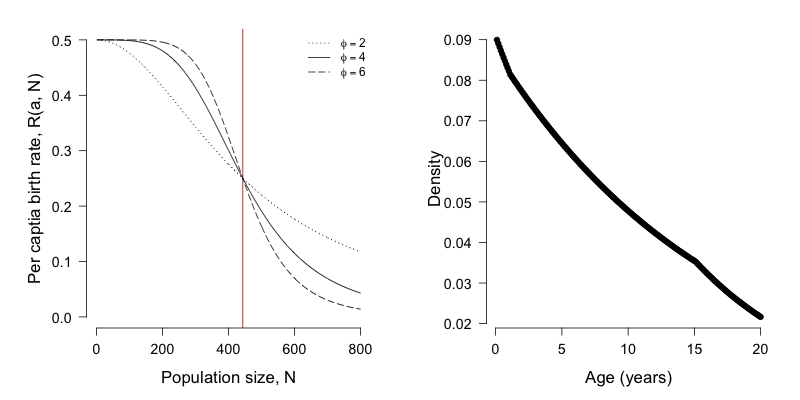 Per captia birth rate, R(a, N)
0.5
0.4
0.3
0.2
0.1
0.0
ϕ = 2
ϕ = 4
ϕ = 6
0 200 400 600 800
Population size, N
Density
0.09
0.08
0.07
0.06
0.05
0.04
0.03
0.02
0 5 10 15 20
Age (years)